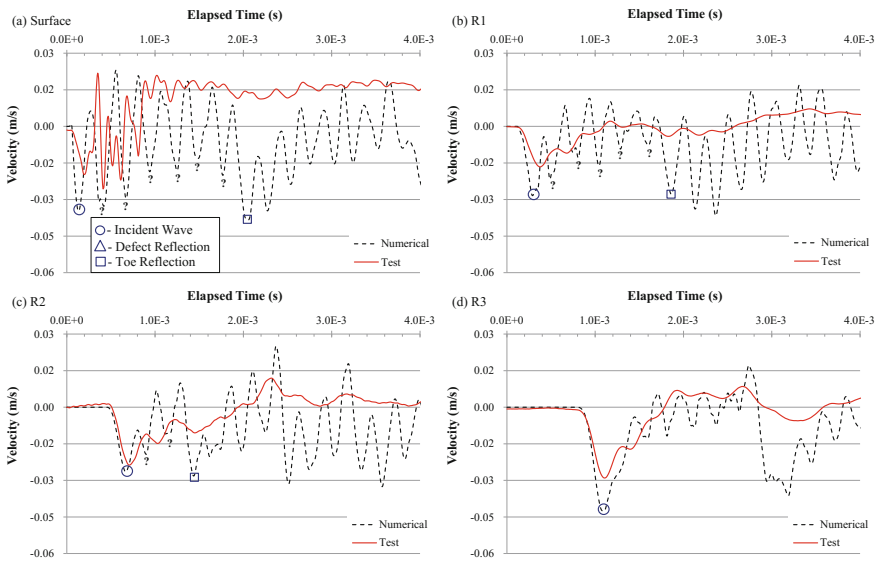 Elapsed Time (s)
(a) Surface
0.0E+0 1.0E-3 2.0E-3 3.0E-3 4.0E-3
0.03
0.02
0.00
-0.02
-0.03
-0.05
-0.06
Velocity (m/s)
- Incident Wave
- Defect Reflection
- Toe Reflection
Numerical
Test
Elapsed Time (s)
(b) R1
0.0E+0 1.0E-3 2.0E-3 3.0E-3 4.0E-3
0.03
0.02
0.00
-0.02
-0.03
-0.05
-0.06
Velocity (m/s)
Numerical
Test
Elapsed Time (s)
(c) R2
0.0E+0 1.0E-3 2.0E-3 3.0E-3 4.0E-3
0.03
0.02
0.00
-0.02
-0.03
-0.05
-0.06
Velocity (m/s)
Numerical
Test
Elapsed Time (s)
(d) R3
0.0E+0 1.0E-3 2.0E-3 3.0E-3 4.0E-3
0.03
0.02
0.00
-0.02
-0.03
-0.05
-0.06
Velocity (m/s)
Numerical
Test